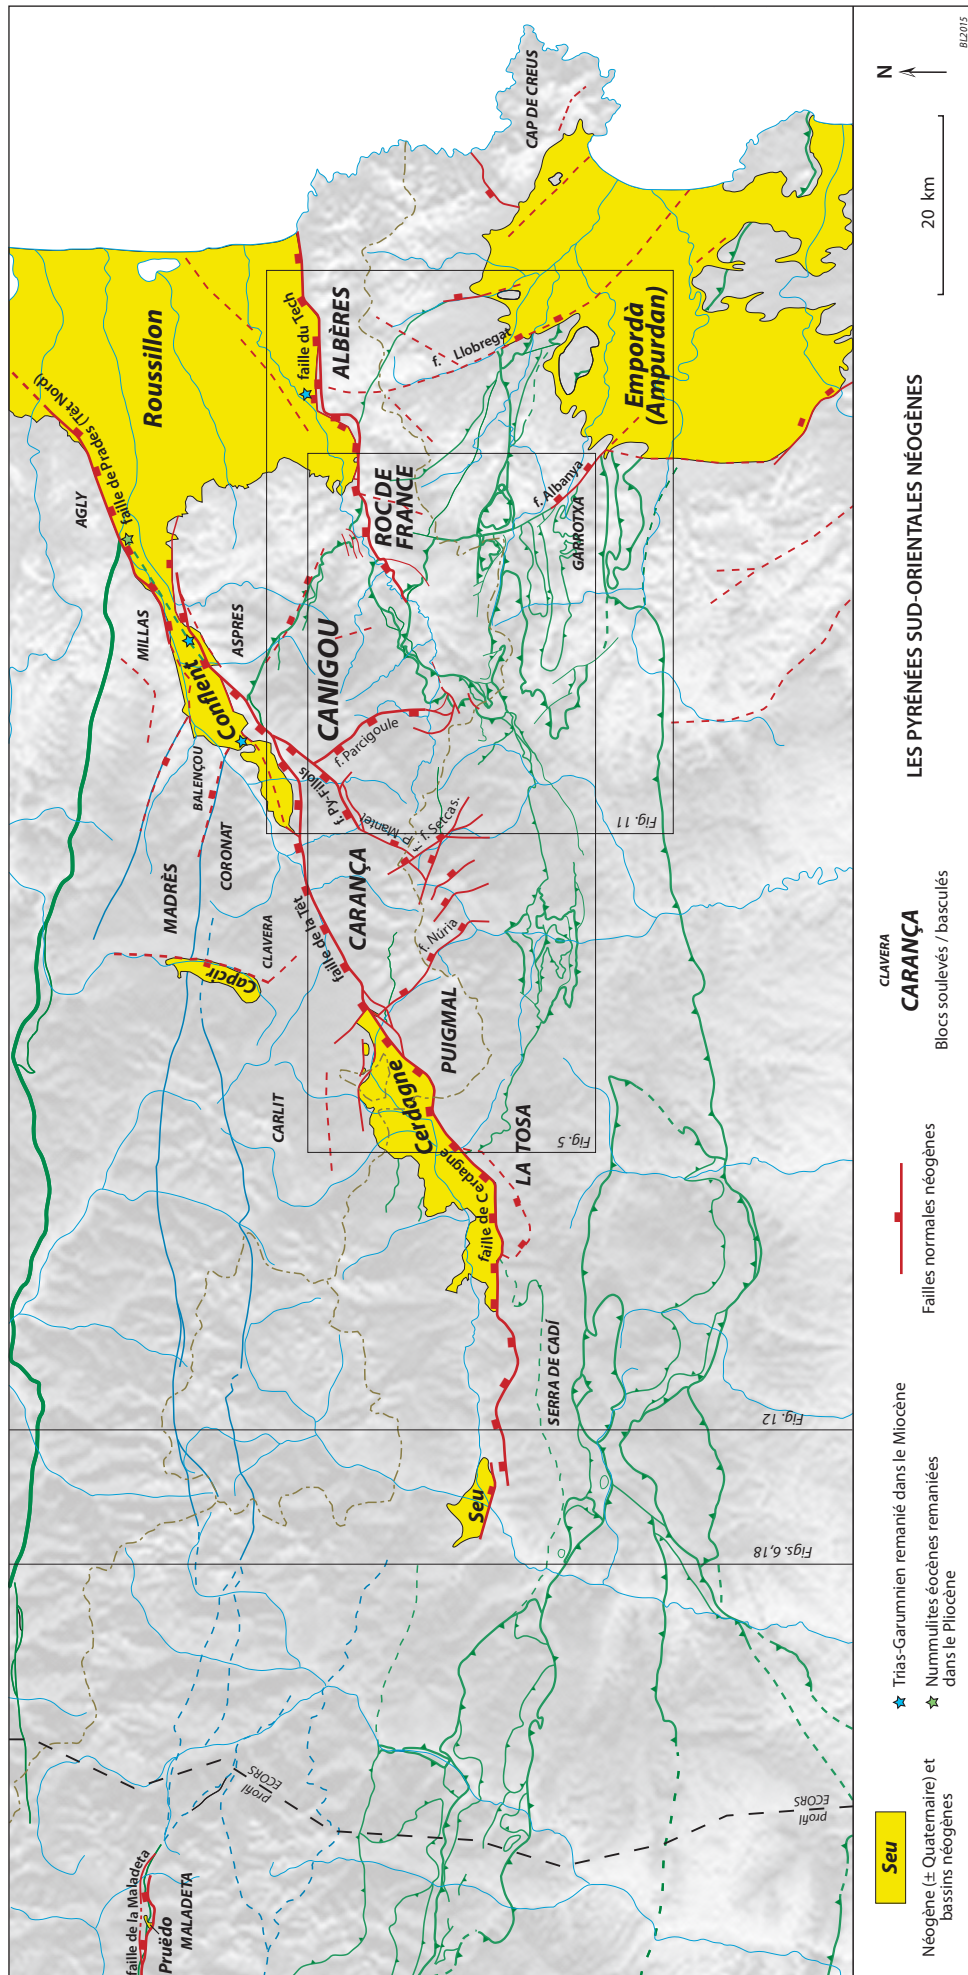 faille de la Maladeta
Pruëdo
MALADETA
profil
ECORS
profil
ECORS
Figs. 6,18
Fig. 12
Seu
SERRA DE CADÍ
faille de Cerdagne
Cerdagne
LA TOSA
Fig. 5
CARLIT
PUIGMAL
Capcir
CLAVERA
MADRÈS
CORONAT
BALENÇOU
faille de la Têt
CARANÇA
f. Núria
f. Setcas.
f. P. Mantet
f. Py-Fillols
f. Parcigoule
Fig. 11
CANIGOU
Conflent
MILLAS
ASPRES
AGLY
faille de Prades (Têt Nord)
Roussillon
ROC DE
FRANCE
faille du Tech
ALBÈRES
f. Llobregat
f. Albanya
GARROTXA
Empordà
(Ampurdan)
CAP DE CREUS
Seu
Néogène (± Quaternaire) et
bassins néogènes
Trias-Garumnien remanié dans le Miocène
Nummulites éocènes remaniées
dans le Pliocène
Failles normales néogènes
CLAVERA
CARANÇA
Blocs soulevés / basculés
LES PYRÉNÉES SUD-ORIENTALES NÉOGÈNES
20 km
N
BL2015